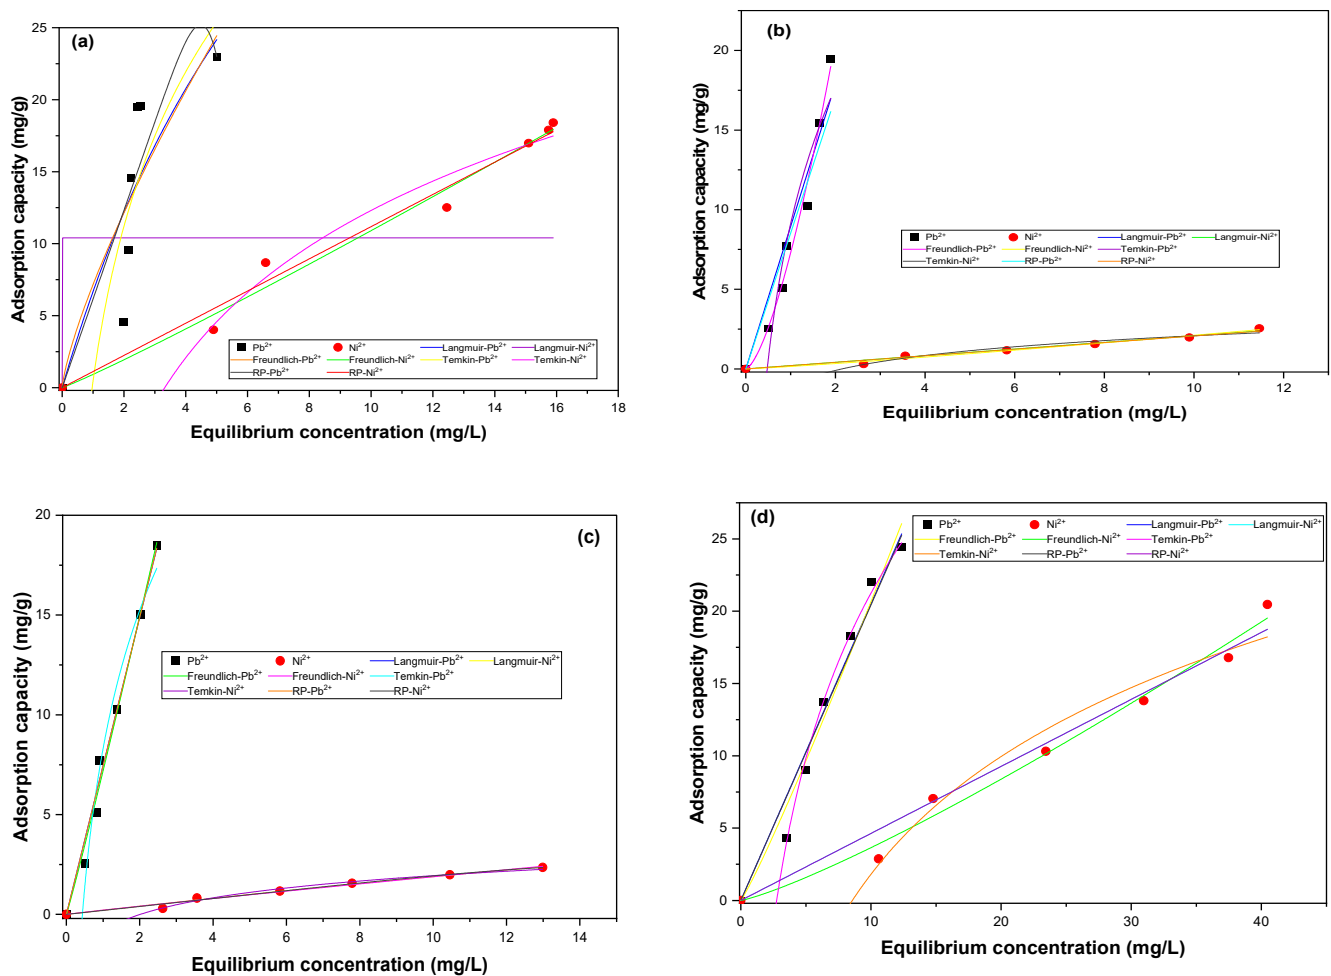 (a)
Adsorption capacity (mg/g)
25
20
15
10
5
0
Pb²⁺ Ni²⁺ Langmuir-Pb²⁺ Langmuir-Ni²⁺
Freundlich-Pb²⁺ Freundlich-Ni²⁺ Temkin-Pb²⁺ Temkin-Ni²⁺
RP-Pb²⁺ RP-Ni²⁺
0 2 4 6 8 10 12 14 16 18
Equilibrium concentration (mg/L)
(b)
Adsorption capacity (mg/g)
20
15
10
5
0
Pb²⁺ Ni²⁺ Langmuir-Pb²⁺ Langmuir-Ni²⁺
Freundlich-Pb²⁺ Freundlich-Ni²⁺ Temkin-Pb²⁺
Temkin-Ni²⁺ RP-Pb²⁺ RP-Ni²⁺
0 2 4 6 8 10 12
Equilibrium concentration (mg/L)
(c)
Adsorption capacity (mg/g)
20
15
10
5
0
Pb²⁺ Ni²⁺ Langmuir-Pb²⁺ Langmuir-Ni²⁺
Freundlich-Pb²⁺ Freundlich-Ni²⁺ Temkin-Pb²⁺
Temkin-Ni²⁺ RP-Pb²⁺ RP-Ni²⁺
0 2 4 6 8 10 12 14
Equilibrium concentration (mg/L)
(d)
Adsorption capacity (mg/g)
25
20
15
10
5
0
Pb²⁺ Ni²⁺ Langmuir-Pb²⁺ Langmuir-Ni²⁺
Freundlich-Pb²⁺ Freundlich-Ni²⁺ Temkin-Pb²⁺
Temkin-Ni²⁺ RP-Pb²⁺ RP-Ni²⁺
0 10 20 30 40
Equilibrium concentration (mg/L)